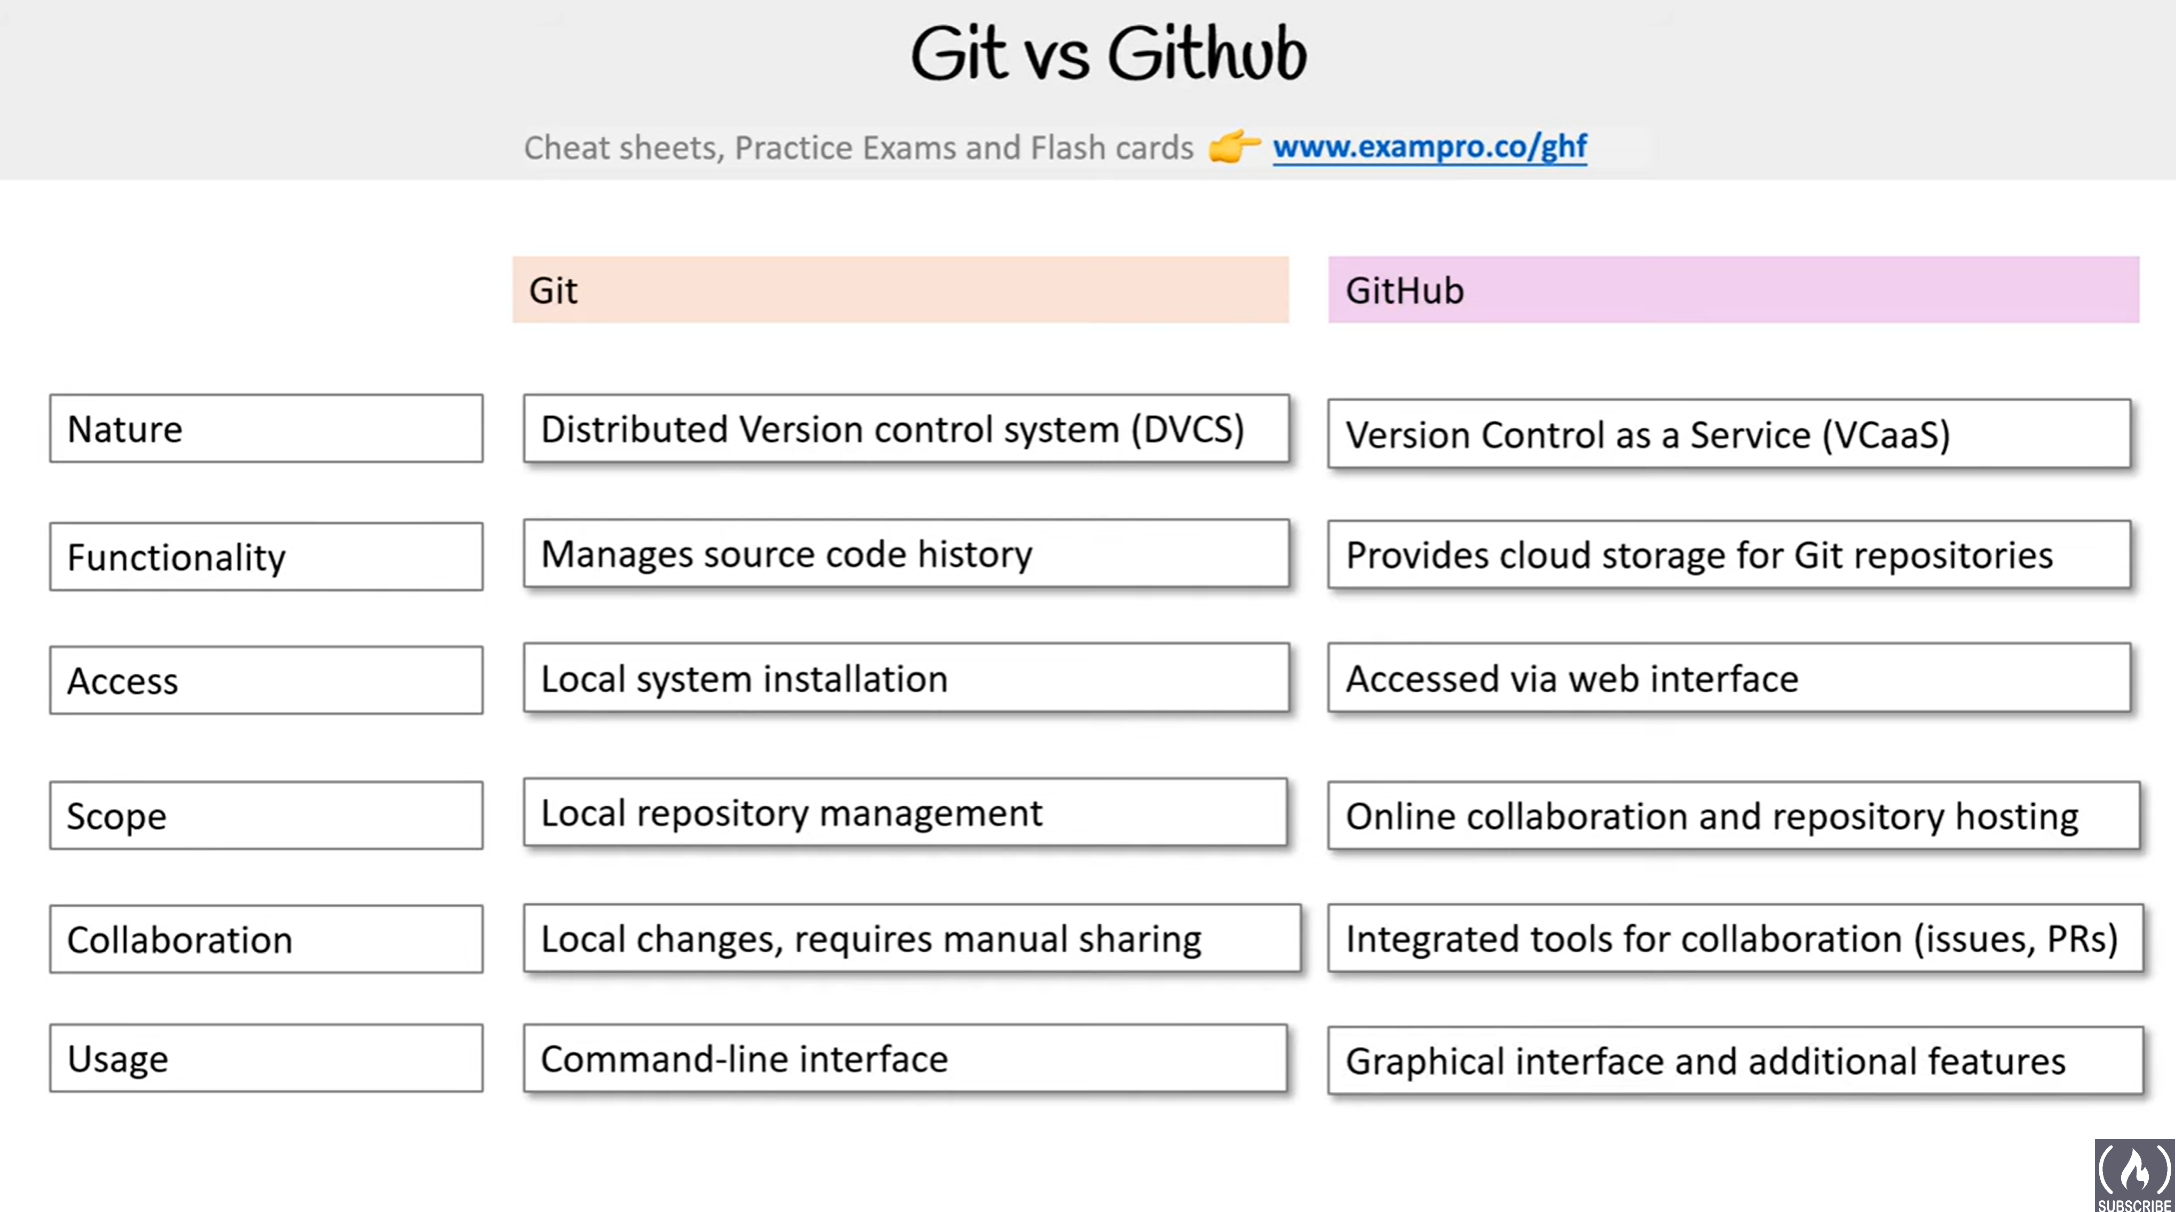 Git vs Github
Cheat sheets, Practice Exams and Flash cards 👉 www.exampro.co/ghf
Git GitHub
Nature Distributed Version control system (DVCS) Version Control as a Service (VCaaS)
Functionality Manages source code history Provides cloud storage for Git repositories
Access Local system installation Accessed via web interface
Scope Local repository management Online collaboration and repository hosting
Collaboration Local changes, requires manual sharing Integrated tools for collaboration (issues, PRs)
Usage Command-line interface Graphical interface and additional features
SUBSCRIBE